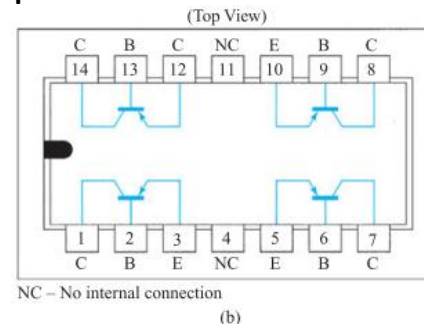 (Top View)
C B C NC E B C
14 13 12 11 10 9 8
1 2 3 4 5 6 7
C B E NC E B C
NC – No internal connection
(b)